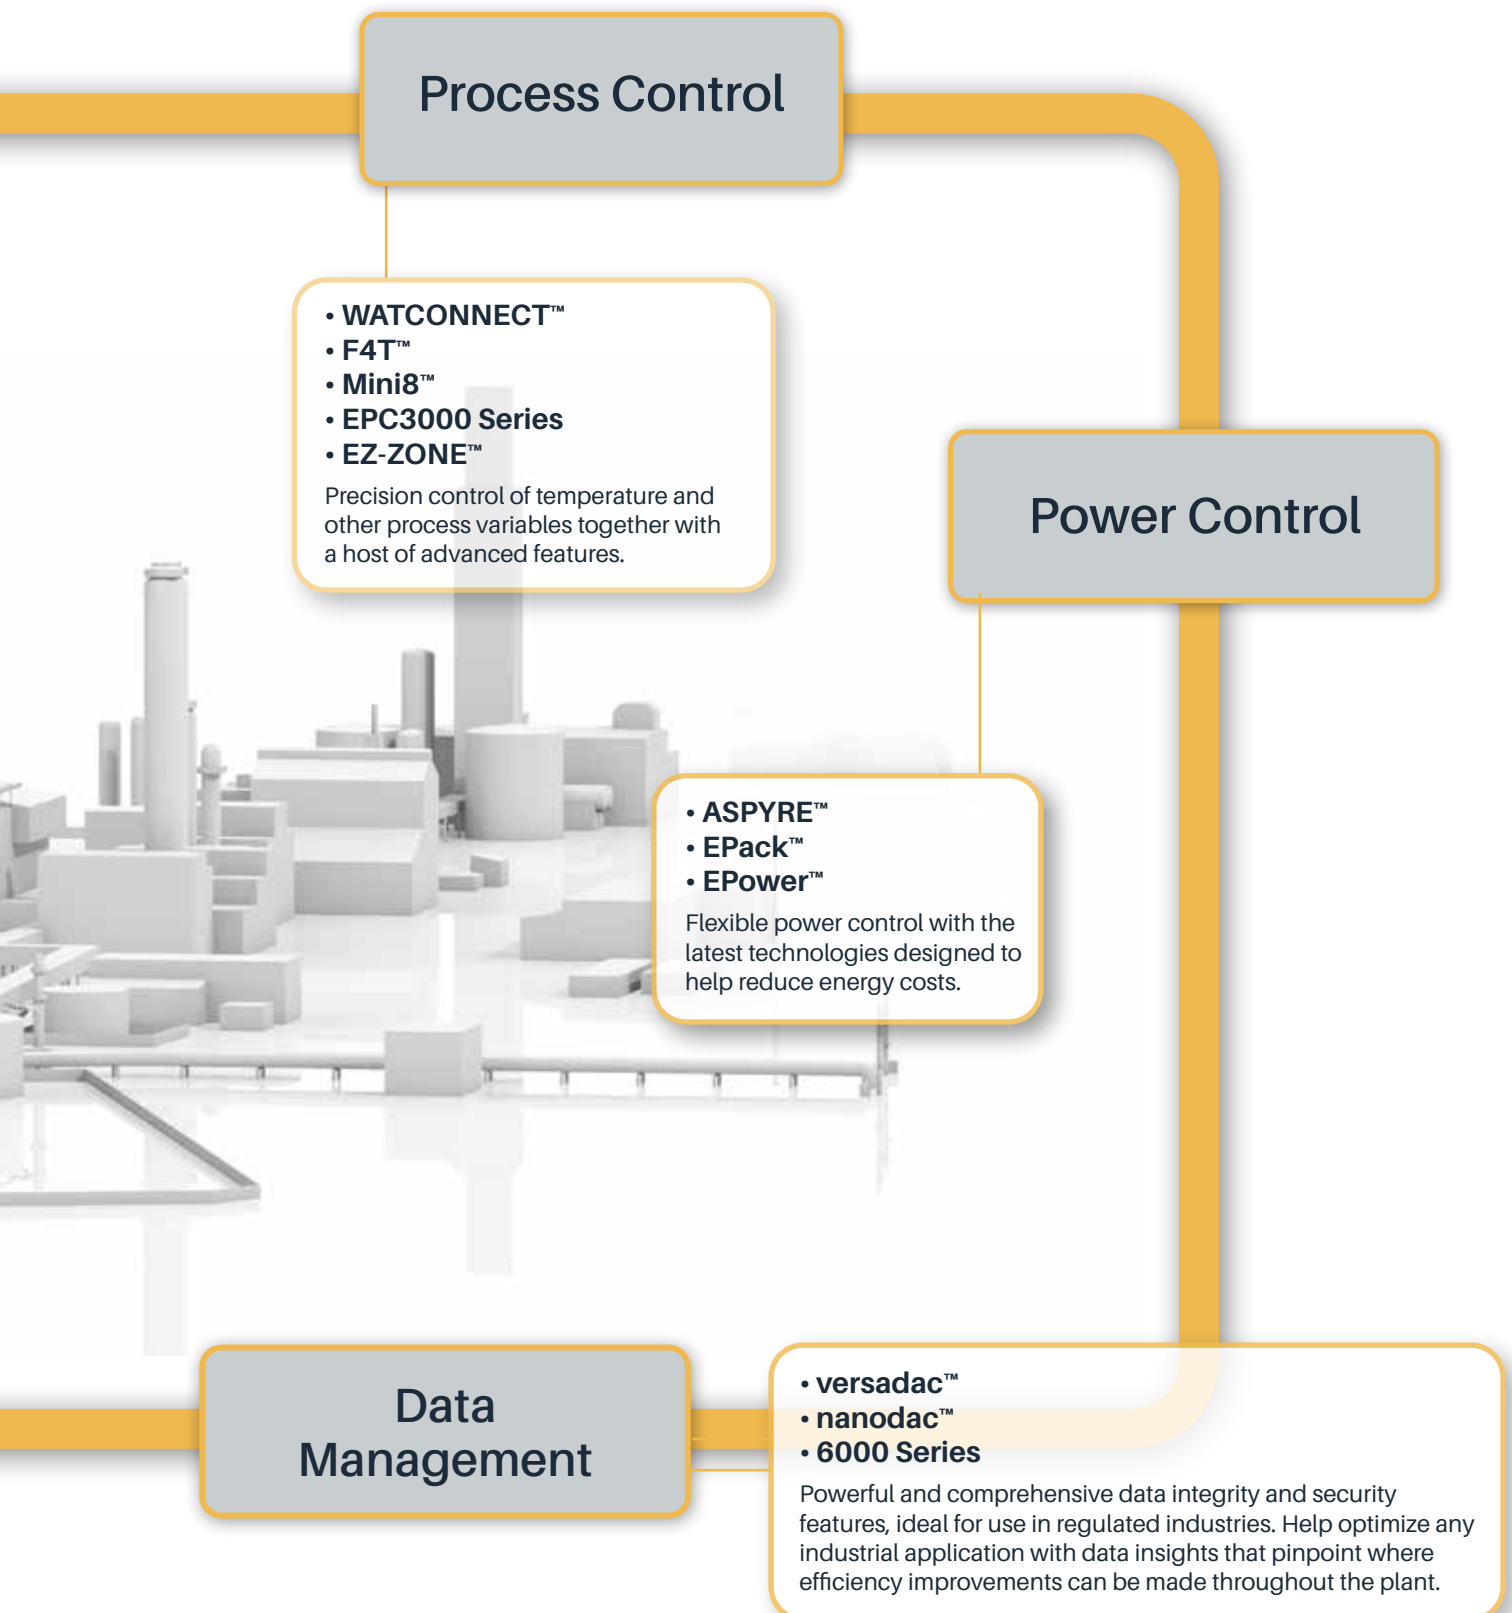 Process Control
• WATCONNECT™
• F4T™
• Mini8™
• EPC3000 Series
• EZ-ZONE™
Precision control of temperature and
other process variables together with
a host of advanced features.
Power Control
• ASPYRE™
• EPack™
• EPower™
Flexible power control with the
latest technologies designed to
help reduce energy costs.
Data
Management
• versadac™
• nanodac™
• 6000 Series
Powerful and comprehensive data integrity and security
features, ideal for use in regulated industries. Help optimize any
industrial application with data insights that pinpoint where
efficiency improvements can be made throughout the plant.